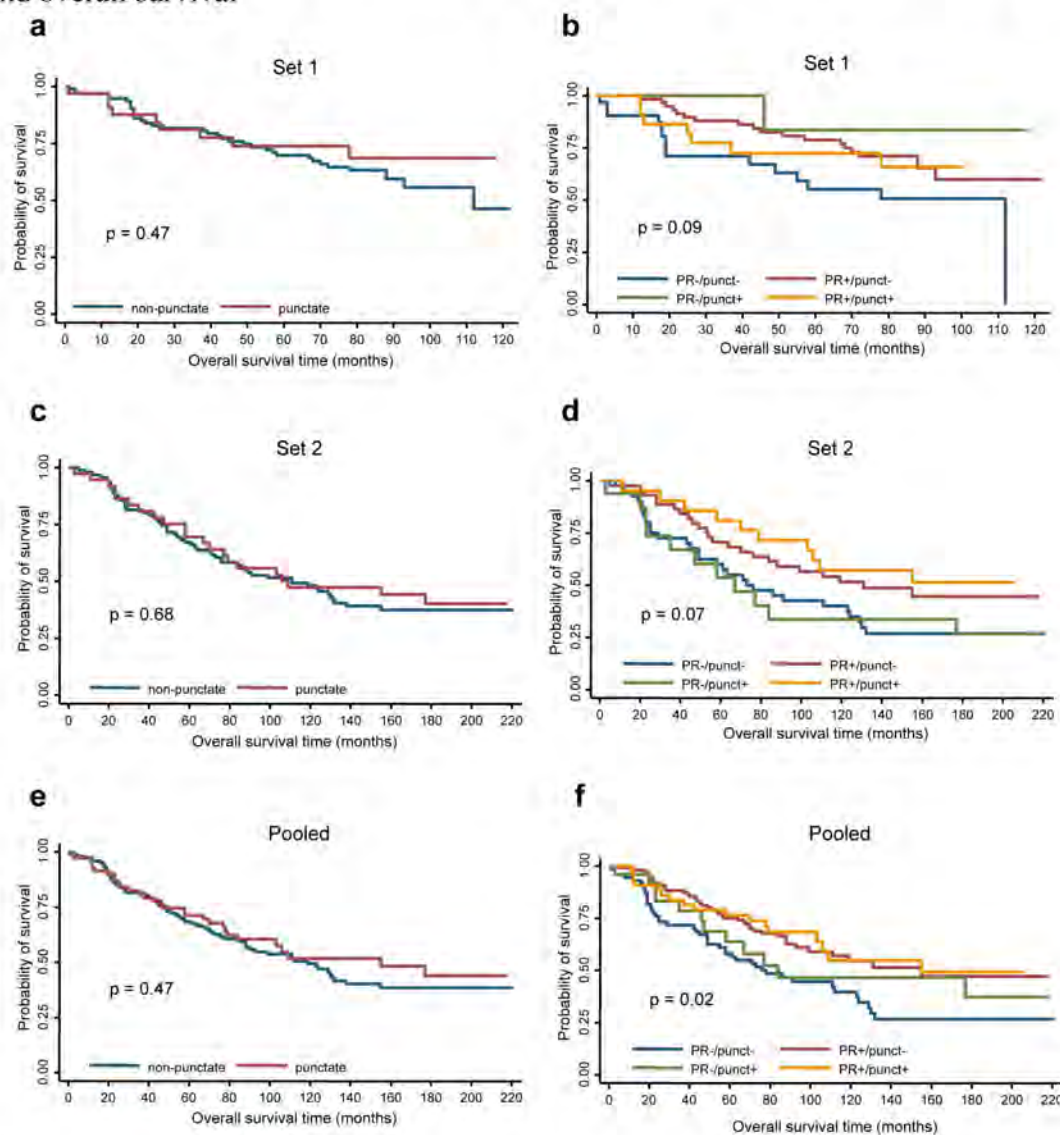 and overall survival
a
Set 1
Probability of survival
1.00
0.75
0.50
0.25
0.00
p = 0.47
non-punctate punctate
0 10 20 30 40 50 60 70 80 90 100 110 120
Overall survival time (months)
b
Set 1
Probability of survival
1.00
0.75
0.50
0.25
0.00
p = 0.09
PR-/punct- PR+/punct-
PR-/punct+ PR+/punct+
0 10 20 30 40 50 60 70 80 90 100 110 120
Overall survival time (months)
c
Set 2
Probability of survival
1.00
0.75
0.50
0.25
0.00
p = 0.68
non-punctate punctate
0 20 40 60 80 100 120 140 160 180 200 220
Overall survival time (months)
d
Set 2
Probability of survival
1.00
0.75
0.50
0.25
0.00
p = 0.07
PR-/punct- PR+/punct-
PR-/punct+ PR+/punct+
0 20 40 60 80 100 120 140 160 180 200 220
Overall survival time (months)
e
Pooled
Probability of survival
1.00
0.75
0.50
0.25
0.00
p = 0.47
non-punctate punctate
0 20 40 60 80 100 120 140 160 180 200 220
Overall survival time (months)
f
Pooled
Probability of survival
1.00
0.75
0.50
0.25
0.00
p = 0.02
PR-/punct- PR+/punct-
PR-/punct+ PR+/punct+
0 20 40 60 80 100 120 140 160 180 200 220
Overall survival time (months)